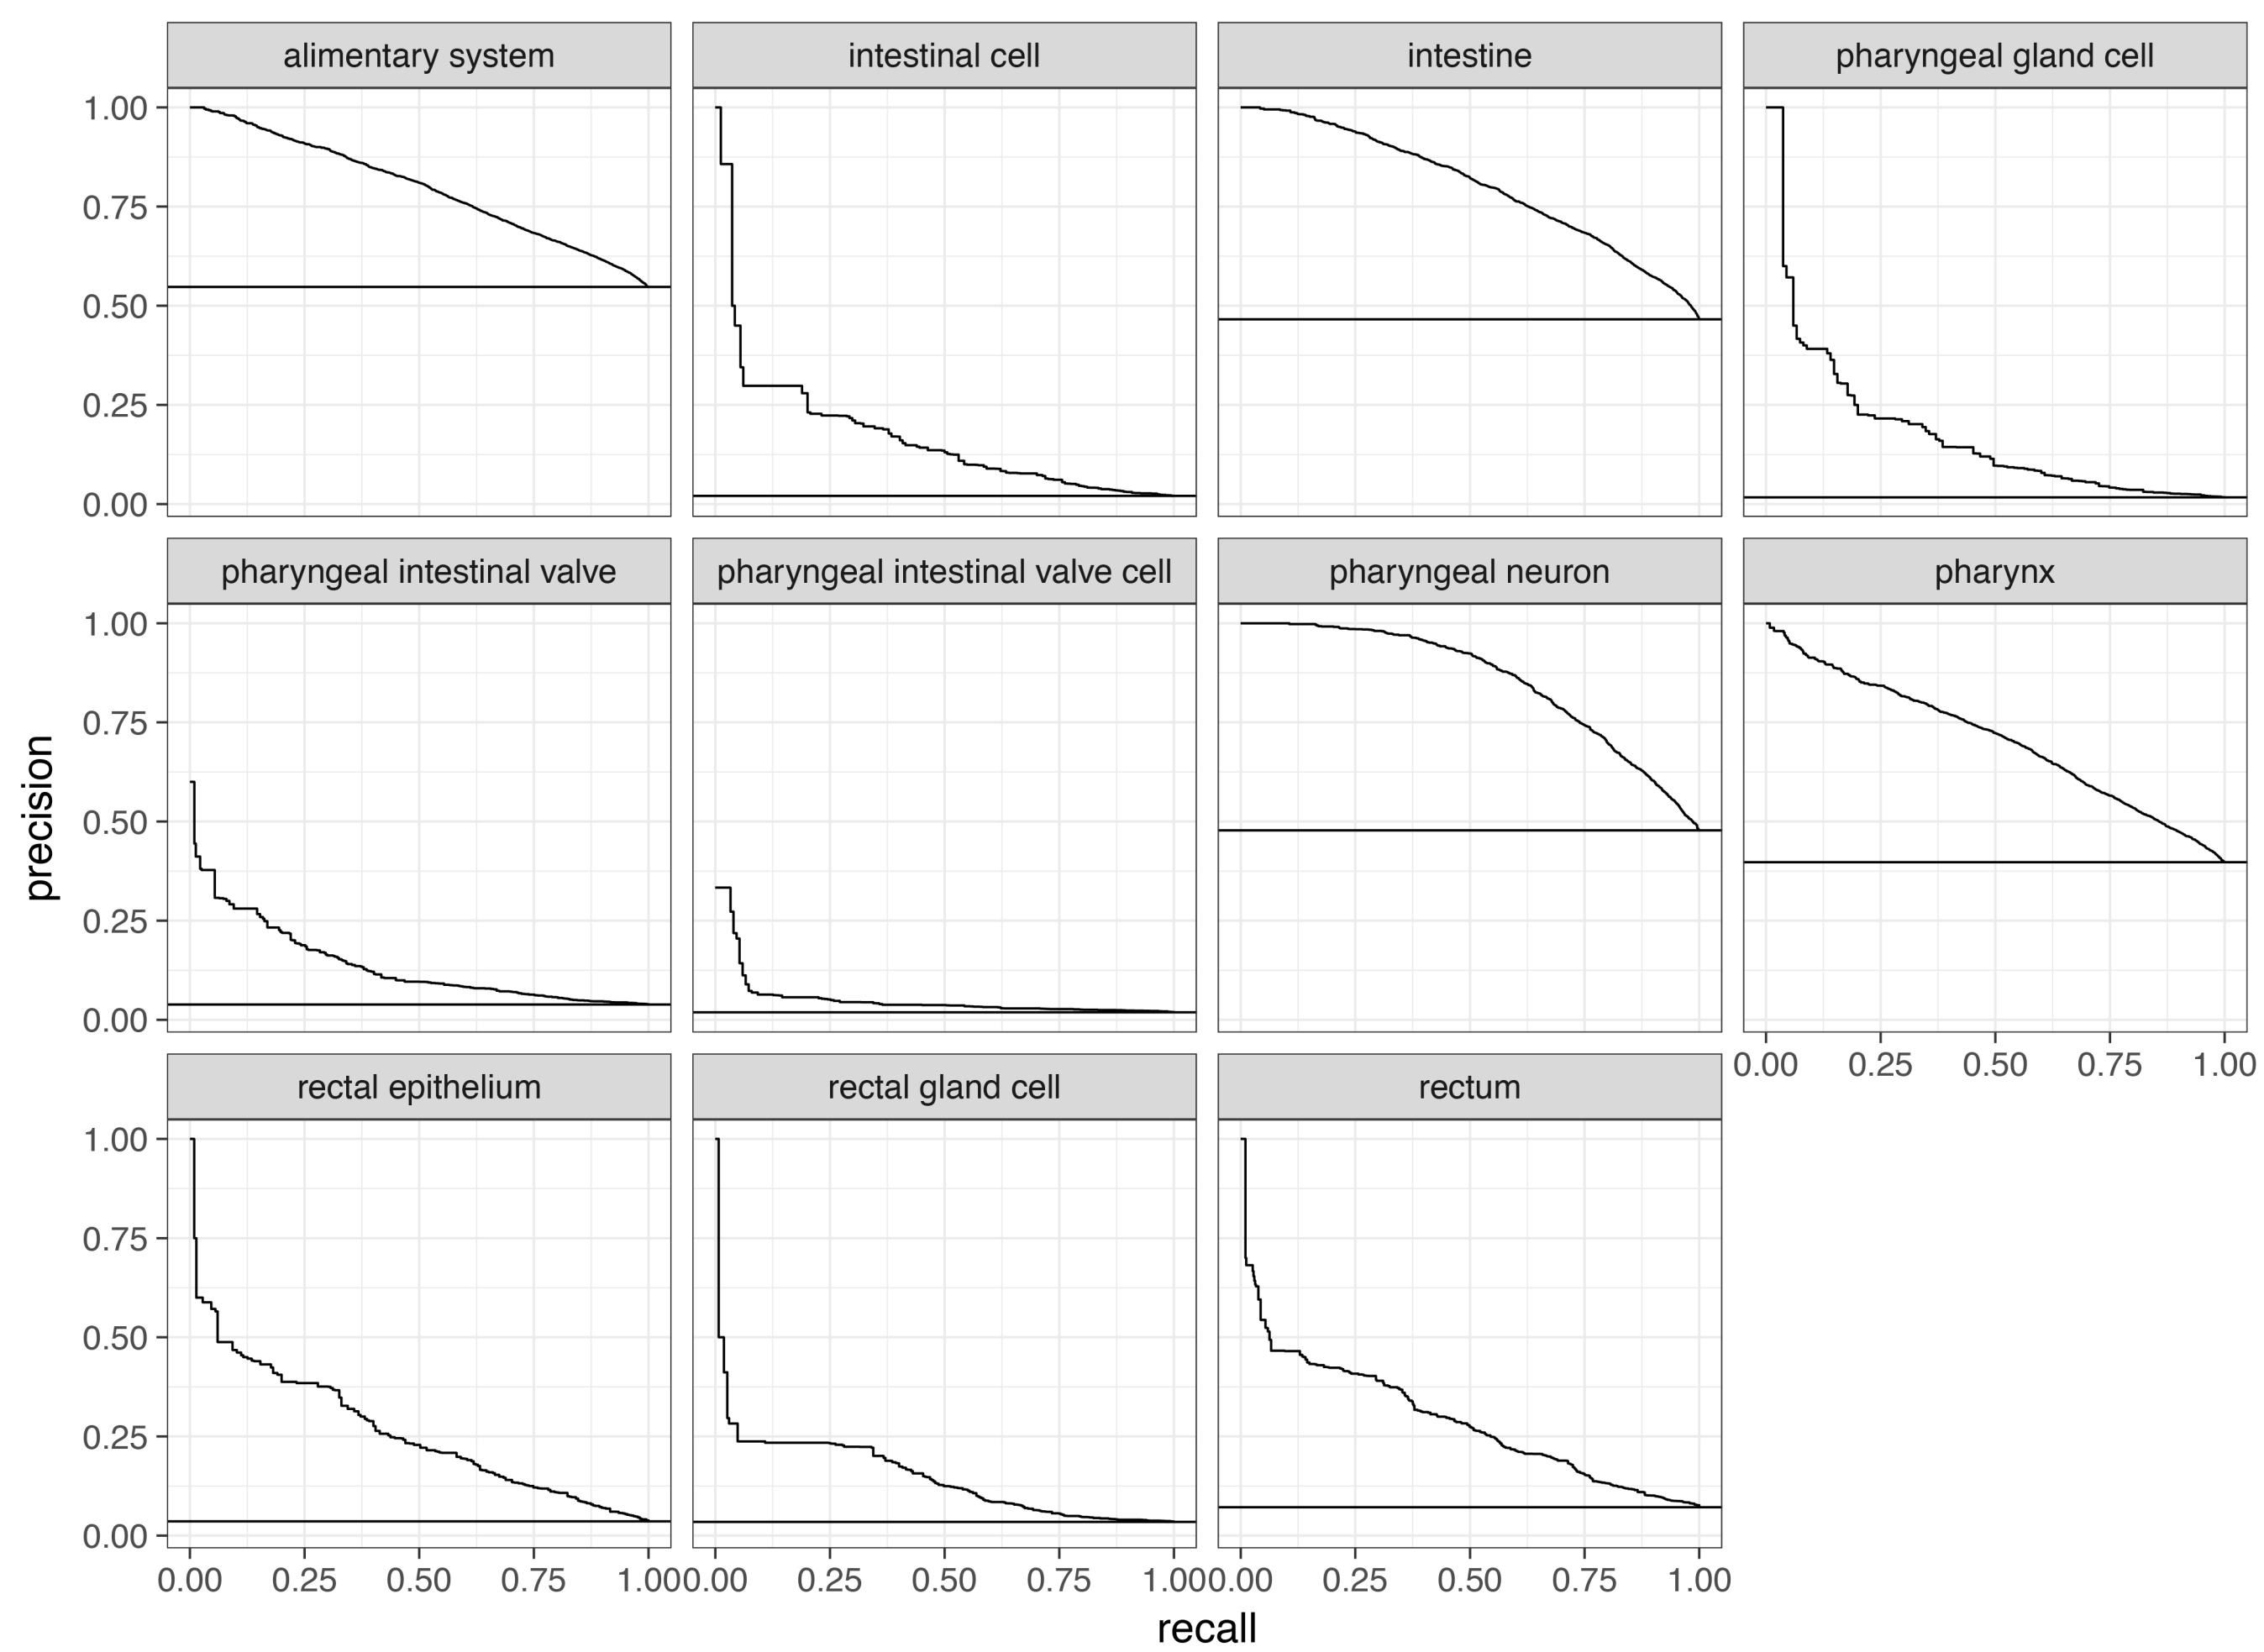 alimentary system
intestinal cell
intestine
pharyngeal gland cell
1.00
0.75
0.50
0.25
0.00
pharyngeal intestinal valve
pharyngeal intestinal valve cell
pharyngeal neuron
pharynx
1.00
0.75
0.50
0.25
0.00
0.00 0.25 0.50 0.75 1.00
rectal epithelium
rectal gland cell
rectum
1.00
0.75
0.50
0.25
0.00
0.00 0.25 0.50 0.75 1.00
0.00 0.25 0.50 0.75 1.00
0.00 0.25 0.50 0.75 1.00
precision
recall